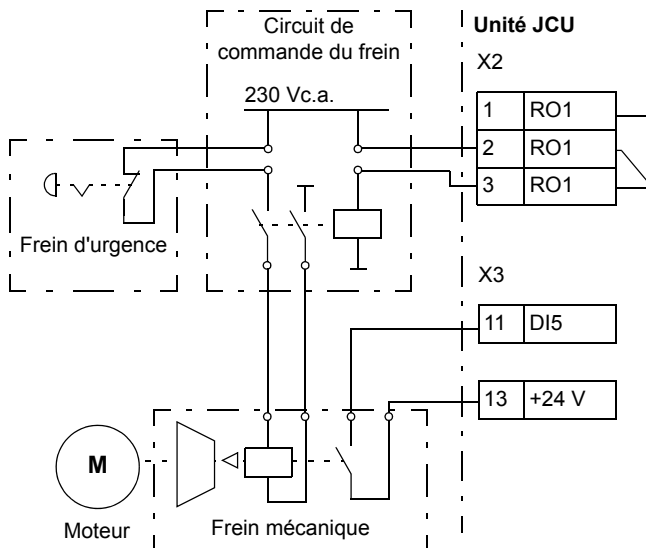 Circuit de
commande du frein
230 Vc.a.
Unité JCU
X2
1 RO1
2 RO1
3 RO1
Frein d'urgence
X3
11 DI5
13 +24 V
M
Moteur
Frein mécanique